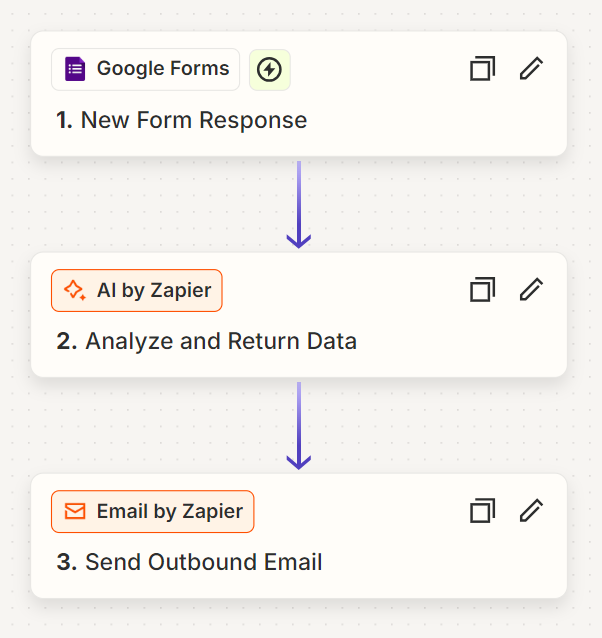 Google Forms
1. New Form Response
AI by Zapier
2. Analyze and Return Data
Email by Zapier
3. Send Outbound Email